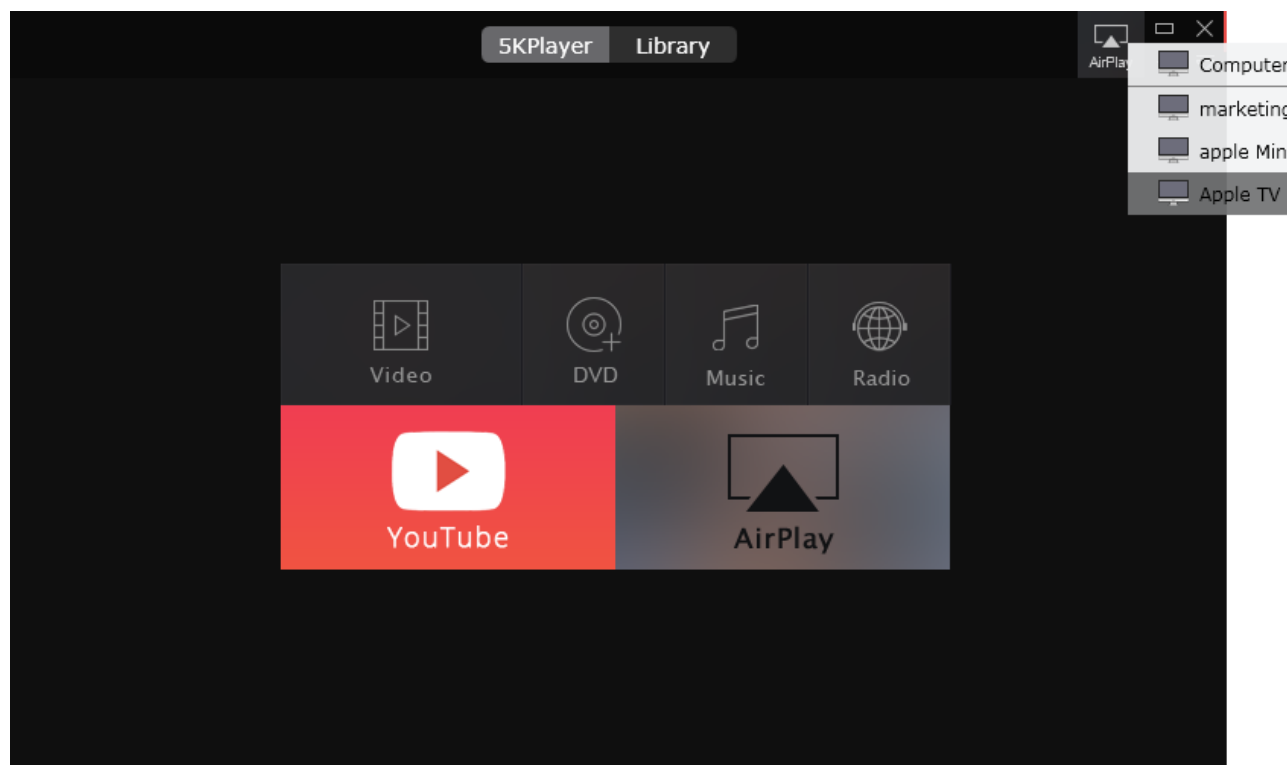 5KPlayer Library
AirPlay
Computer
marketing
apple Min
Apple TV
Video DVD Music Radio
YouTube AirPlay